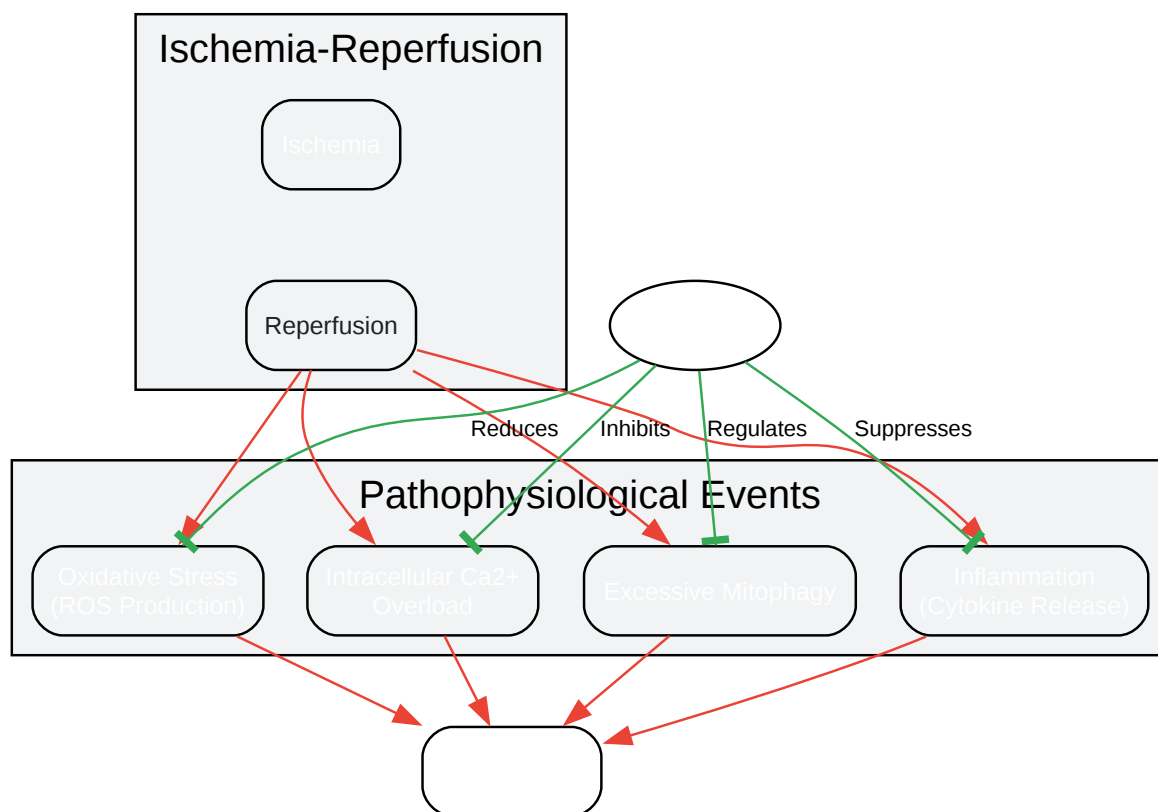 Ischemia-Reperfusion
Ischemia
Reperfusion
Reduces
Inhibits
Regulates
Suppresses
Pathophysiological Events
Oxidative Stress
(ROS Production)
Intracellular Ca2+
Overload
Excessive Mitophagy
Inflammation
(Cytokine Release)